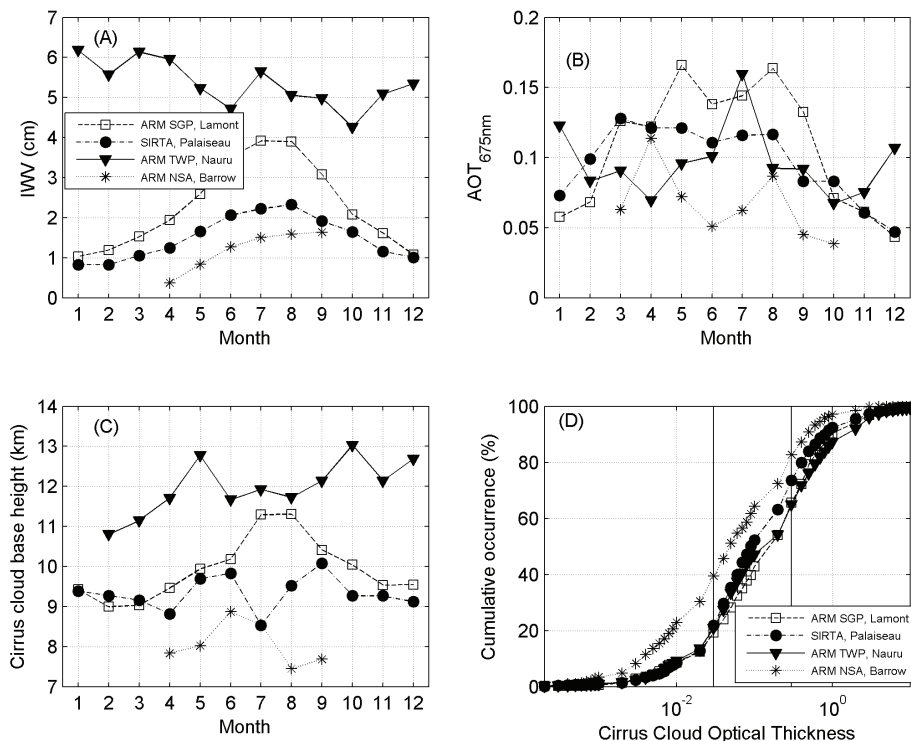 (A)
7
6
5
4
3
2
1
0
IWV (cm)
ARM SGP, Lamont
SIRTA, Palaiseau
ARM TWP, Nauru
ARM NSA, Barrow
1 2 3 4 5 6 7 8 9 10 11 12
Month
(B)
0.2
0.15
0.1
0.05
0
AOT675nm
1 2 3 4 5 6 7 8 9 10 11 12
Month
(C)
14
13
12
11
10
9
8
7
Cirrus cloud base height (km)
1 2 3 4 5 6 7 8 9 10 11 12
Month
(D)
100
80
60
40
20
0
Cumulative occurrence (%)
ARM SGP, Lamont
SIRTA, Palaiseau
ARM TWP, Nauru
ARM NSA, Barrow
10^-2 10^0
Cirrus Cloud Optical Thickness